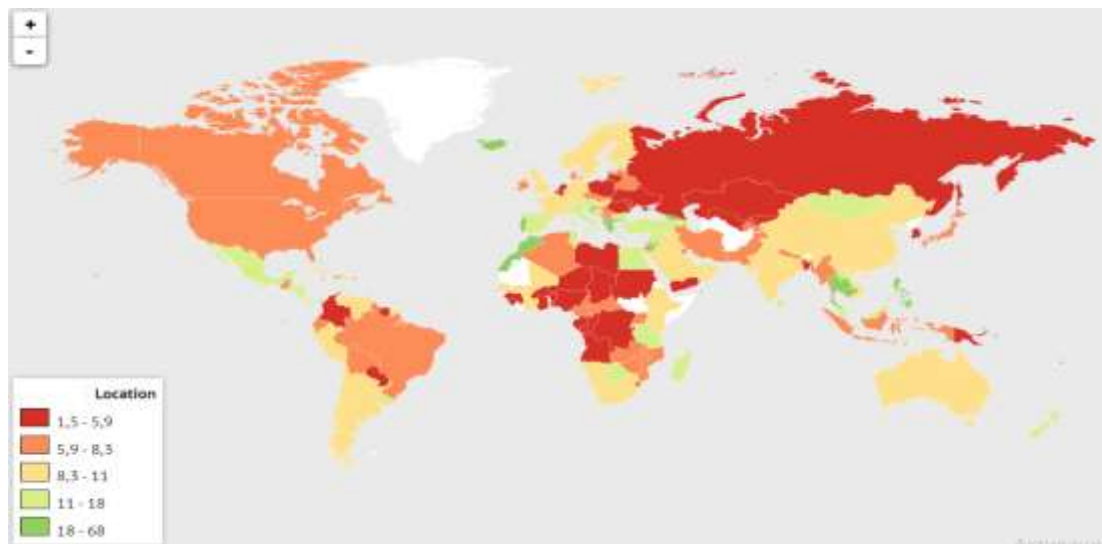 +
-
Location
1,5 - 5,9
5,9 - 8,3
8,3 - 11
11 - 18
18 - 68